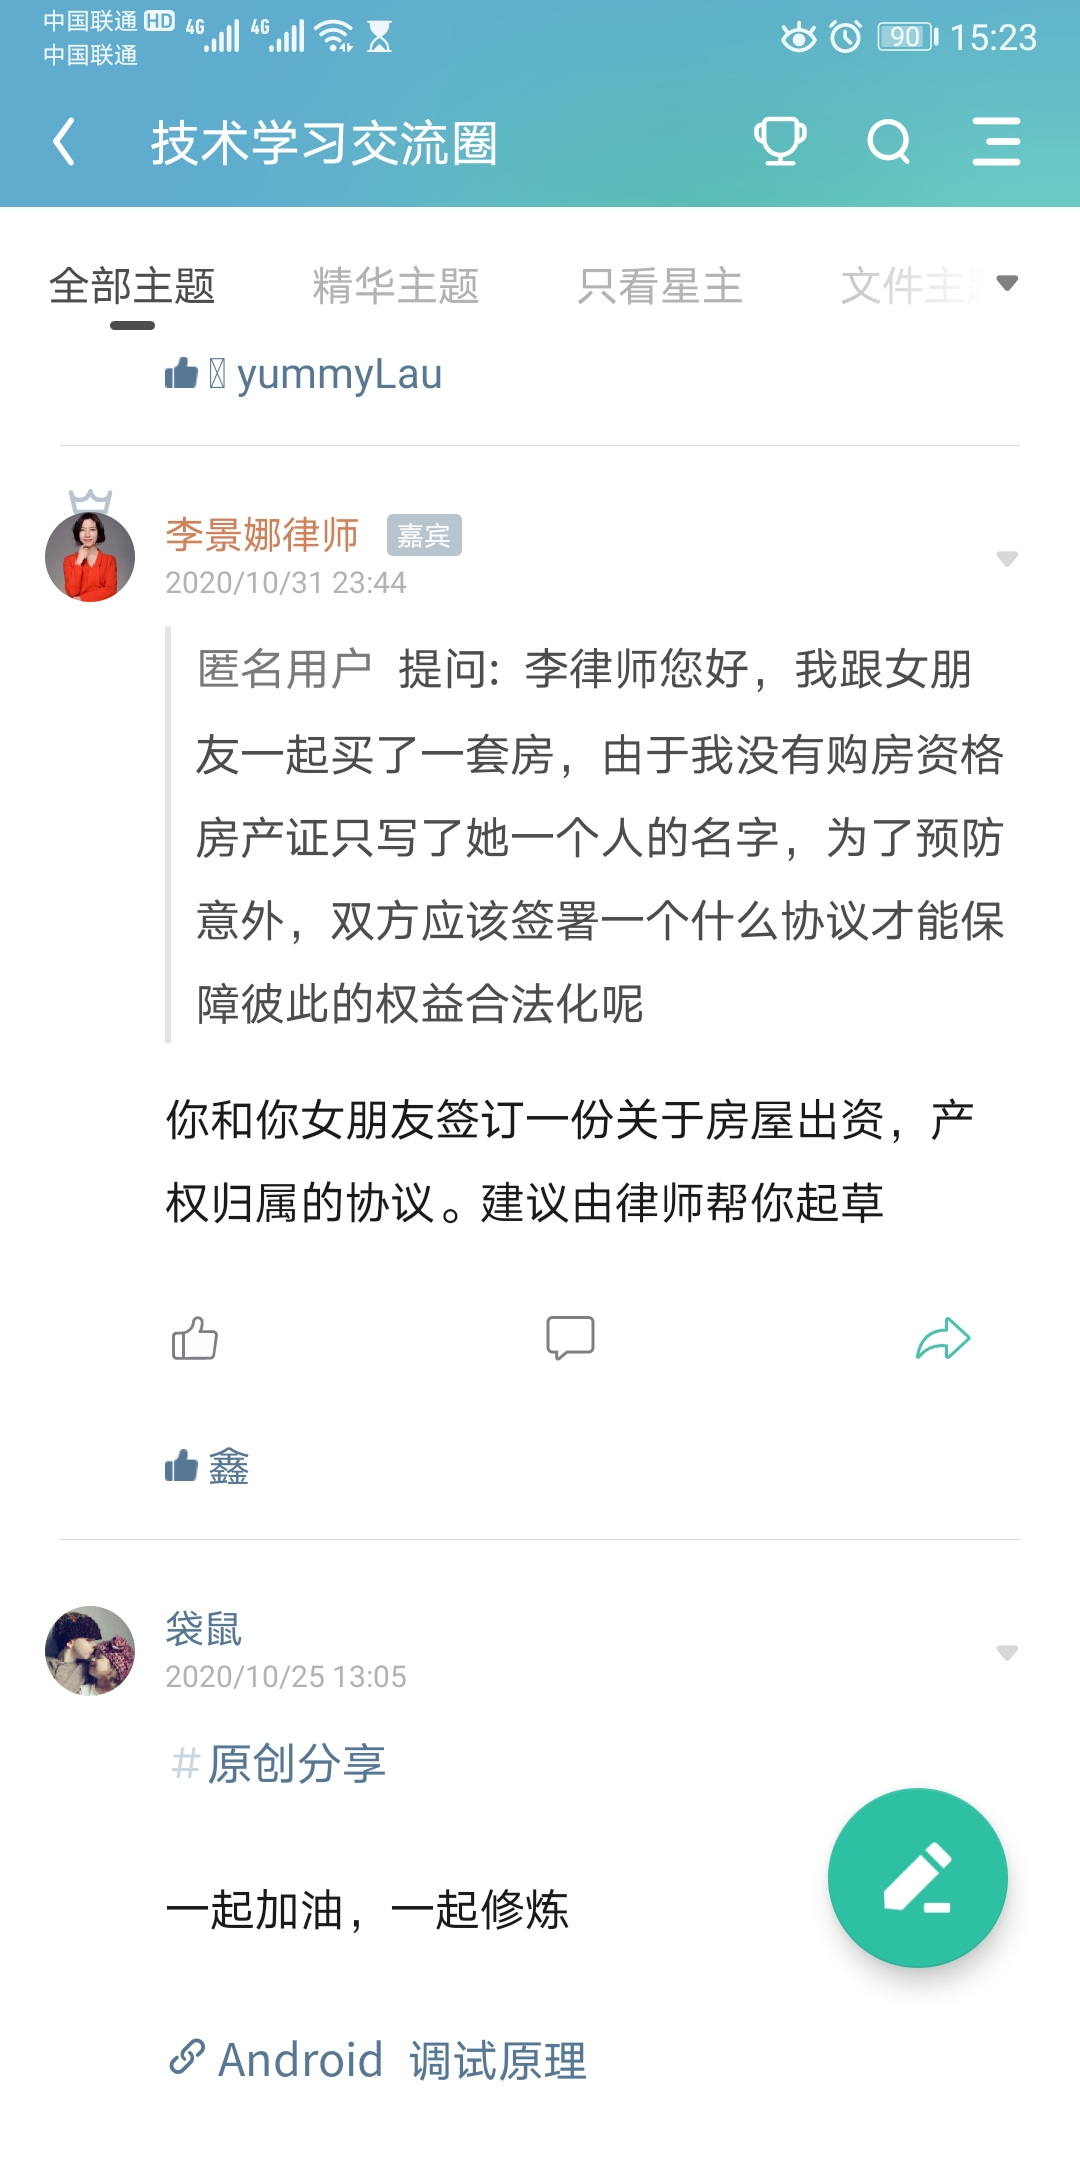 中国联通 HD 4G 4G 90 15:23
中国联通
技术学习交流圈
全部主题 精华主题 只看星主 文件主
yummyLau
李景娜律师 嘉宾
2020/10/31 23:44
匿名用户 提问：李律师您好，我跟女朋
友一起买了一套房，由于我没有购房资格
房产证只写了她一个人的名字，为了预防
意外，双方应该签署一个什么协议才能保
障彼此的权益合法化呢
你和你女朋友签订一份关于房屋出资，产
权归属的协议。建议由律师帮你起草
鑫
袋鼠
2020/10/25 13:05
#原创分享
一起加油，一起修炼
Android 调试原理